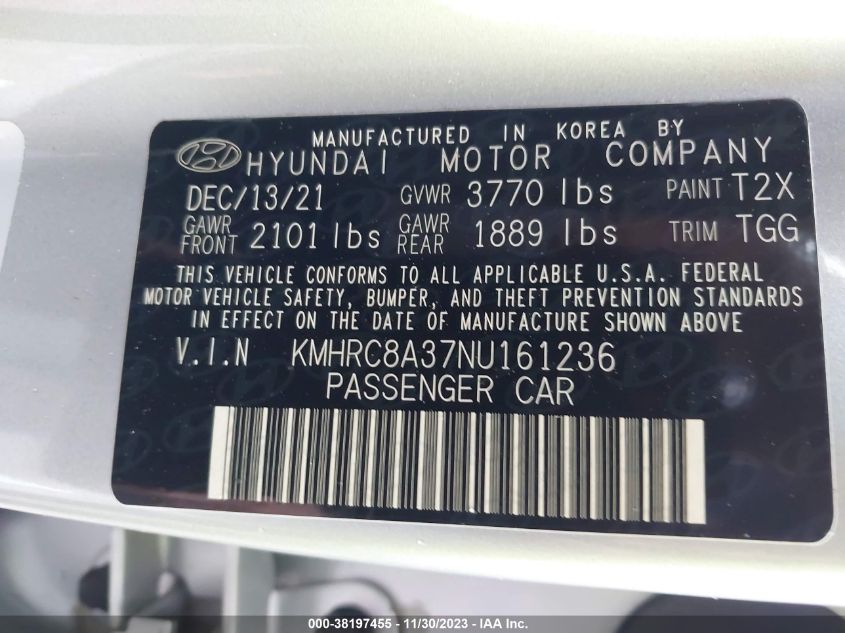 MANUFACTURED IN KOREA BY
HYUNDAI MOTOR COMPANY
DEC/13/21 GVWR 3770 lbs PAINT T2X
GAWR FRONT 2101 lbs GAWR REAR 1889 lbs TRIM TGG
THIS VEHICLE CONFORMS TO ALL APPLICABLE U.S.A. FEDERAL
MOTOR VEHICLE SAFETY, BUMPER, AND THEFT PREVENTION STANDARDS
IN EFFECT ON THE DATE OF MANUFACTURE SHOWN ABOVE
V.I.N KMHRC8A37NU161236
PASSENGER CAR
000-38197455 - 11/30/2023 - IAA Inc.